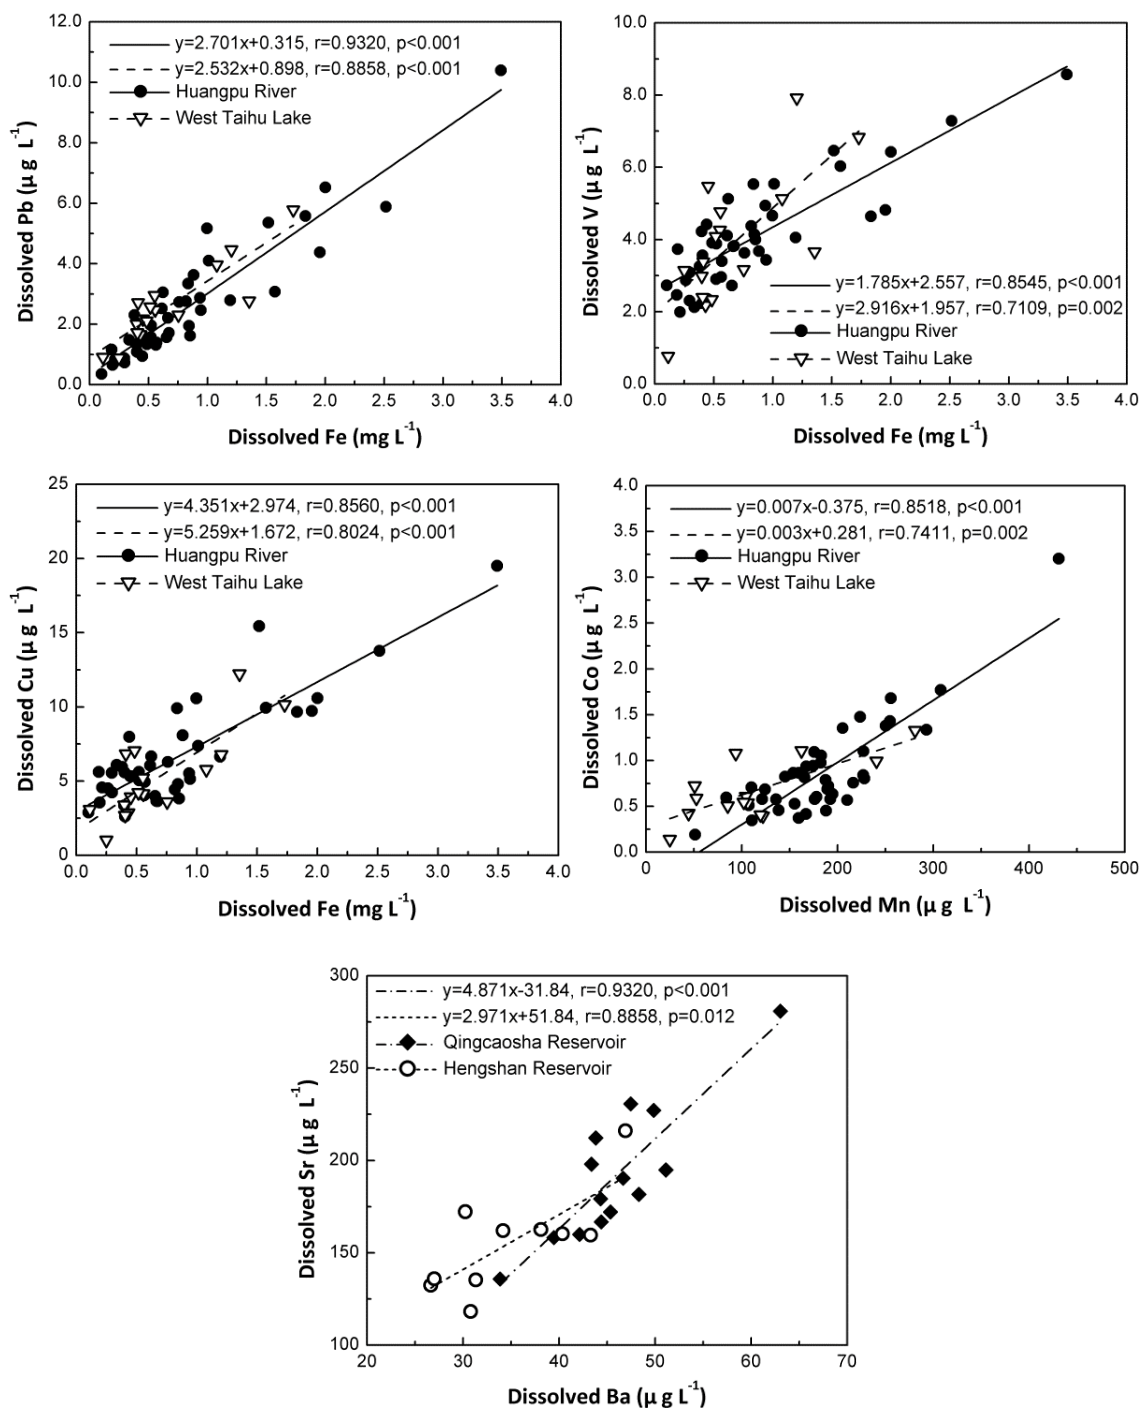 12.0
10.0
8.0
6.0
4.0
2.0
0.0
0.0 0.5 1.0 1.5 2.0 2.5 3.0 3.5 4.0
Dissolved Pb (µ g L⁻¹)
Dissolved Fe (mg L⁻¹)
y=2.701x+0.315, r=0.9320, p<0.001
y=2.532x+0.898, r=0.8858, p<0.001
Huangpu River
West Taihu Lake
10.0
8.0
6.0
4.0
2.0
0.0
0.0 0.5 1.0 1.5 2.0 2.5 3.0 3.5 4.0
Dissolved V (µ g L⁻¹)
Dissolved Fe (mg L⁻¹)
y=1.785x+2.557, r=0.8545, p<0.001
y=2.916x+1.957, r=0.7109, p=0.002
Huangpu River
West Taihu Lake
25
20
15
10
5
0
0.0 0.5 1.0 1.5 2.0 2.5 3.0 3.5 4.0
Dissolved Cu (µ g L⁻¹)
Dissolved Fe (mg L⁻¹)
y=4.351x+2.974, r=0.8560, p<0.001
y=5.259x+1.672, r=0.8024, p<0.001
Huangpu River
West Taihu Lake
4.0
3.5
3.0
2.5
2.0
1.5
1.0
0.5
0.0
0 100 200 300 400 500
Dissolved Co (µ g L⁻¹)
Dissolved Mn (µ g L⁻¹)
y=0.007x-0.375, r=0.8518, p<0.001
y=0.003x+0.281, r=0.7411, p=0.002
Huangpu River
West Taihu Lake
300
250
200
150
100
20 30 40 50 60 70
Dissolved Sr (µ g L⁻¹)
Dissolved Ba (µ g L⁻¹)
y=4.871x-31.84, r=0.9320, p<0.001
y=2.971x+51.84, r=0.8858, p=0.012
Qingcaosha Reservoir
Hengshan Reservoir